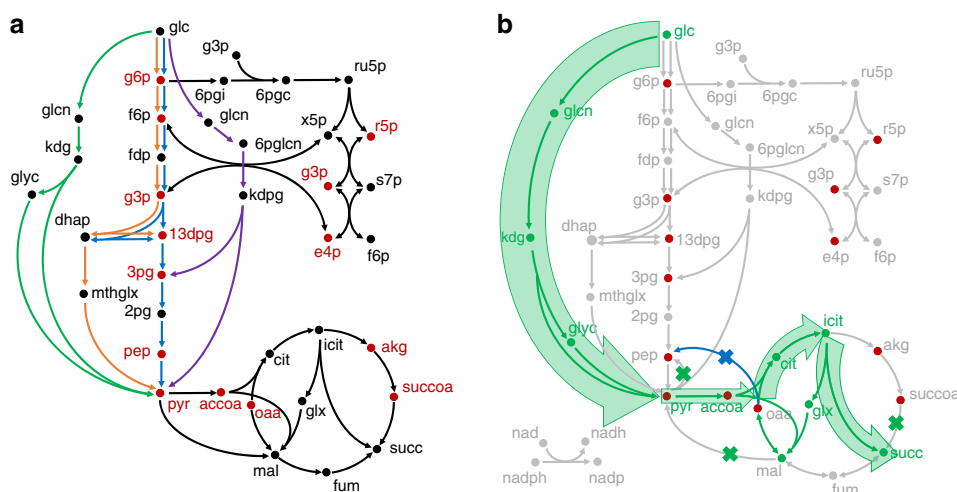 a
glc
g3p
g6p
6pgi
6pgc
ru5p
glcn
f6p
glcn
x5p
r5p
kdg
fdp
6pglcn
glyc
g3p
kdpg
g3p
s7p
dhap
13dpg
e4p
f6p
3pg
mthglx
2pg
pep
cit
icit
akg
pyr
accoa
oaa
glx
succoa
mal
succ
fum
b
glc
g3p
g6p
6pgi
6pgc
ru5p
glcn
f6p
glcn
x5p
r5p
fdp
6pglcn
g3p
kdpg
g3p
s7p
kdg
dhap
13dpg
e4p
f6p
3pg
mthglx
2pg
glyc
pep
cit
icit
akg
pyr
accoa
oaa
glx
succoa
nad
nadh
mal
succ
nadph
nadp
fum